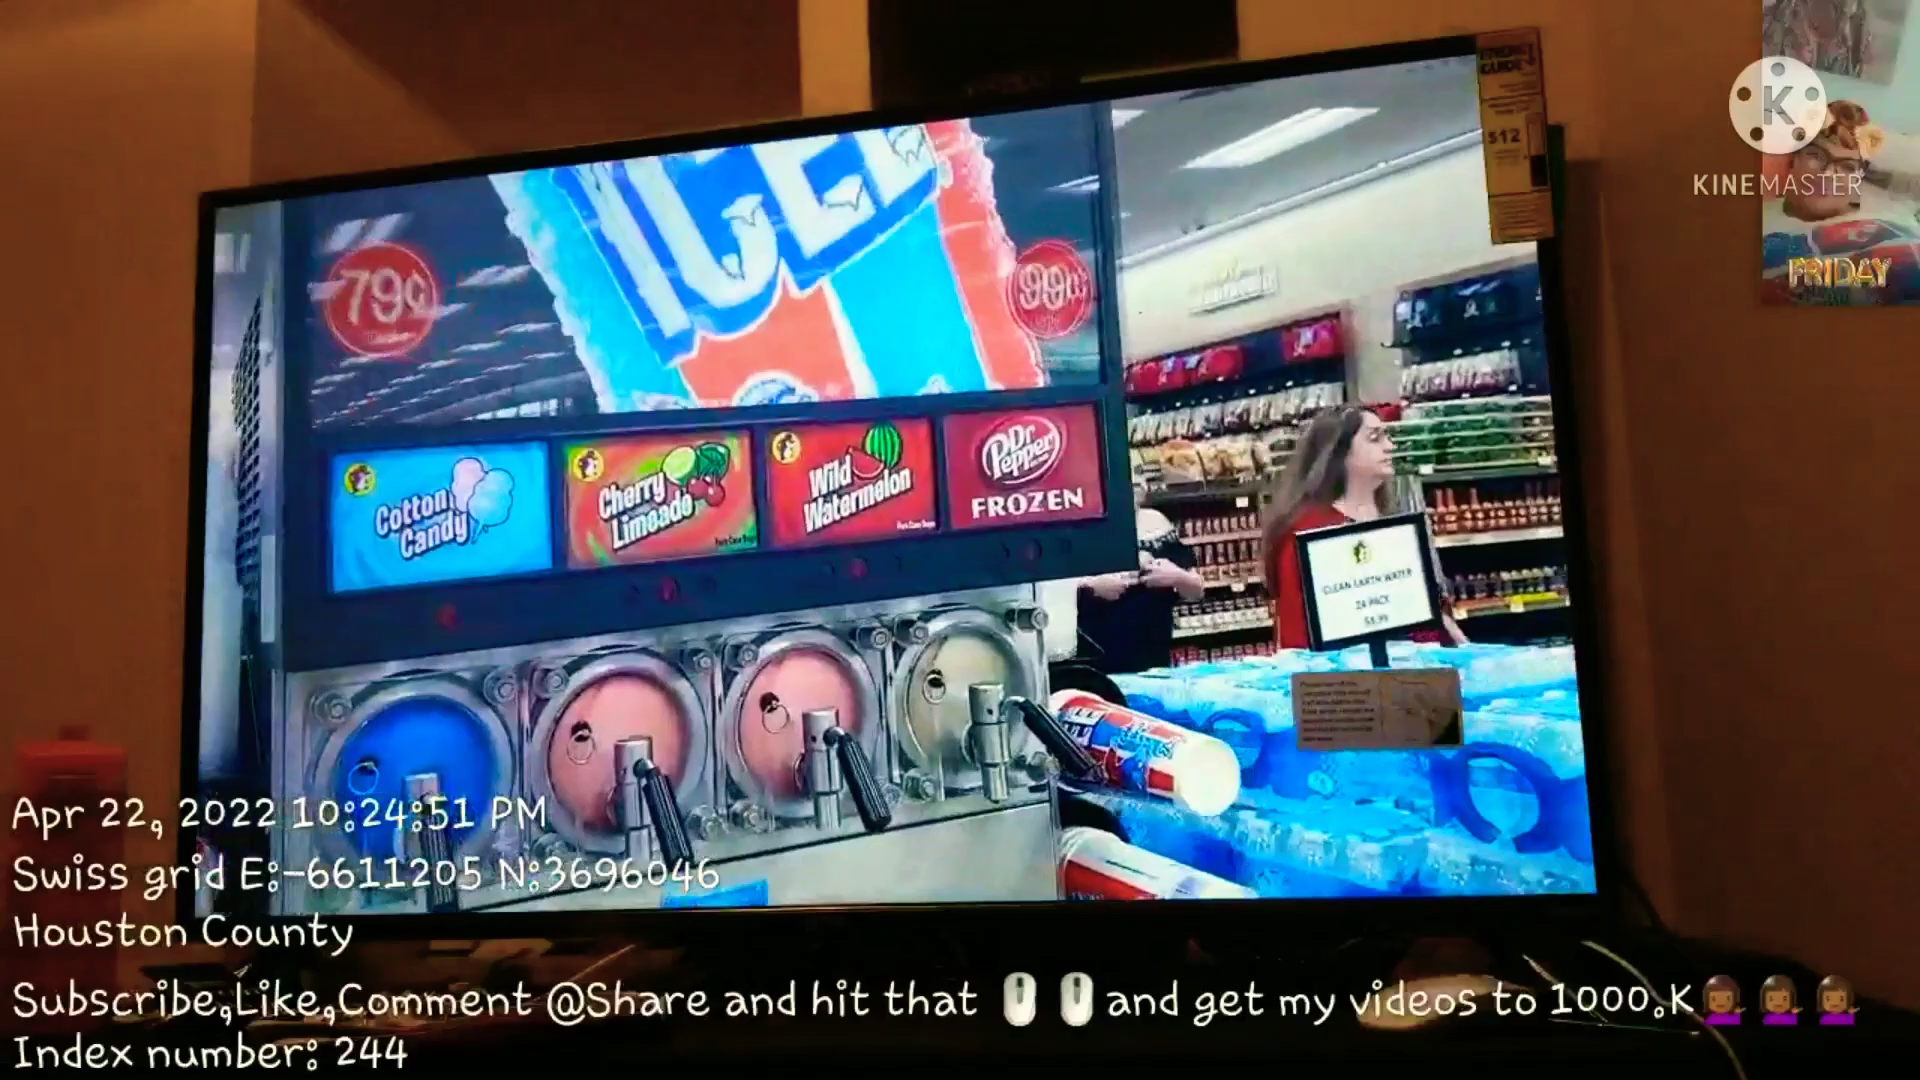 ICEE
79¢
99¢
Cotton
Candy
Cherry
Limeade
Wild
Watermelon
Dr
Pepper
FROZEN
CLEAN EARTH WATER
24 PACK
$12
K
KINEMASTER
FRIDAY
Apr 22, 2022 10:24:51 PM
Swiss grid E:-6611205 N:3696046
Houston County
Subscribe,Like,Comment @Share and hit that 🖱️ 🖱️ and get my videos to 1000.K💁🏽‍♀️ 💁🏽‍♀️ 💁🏽‍♀️
Index number: 244